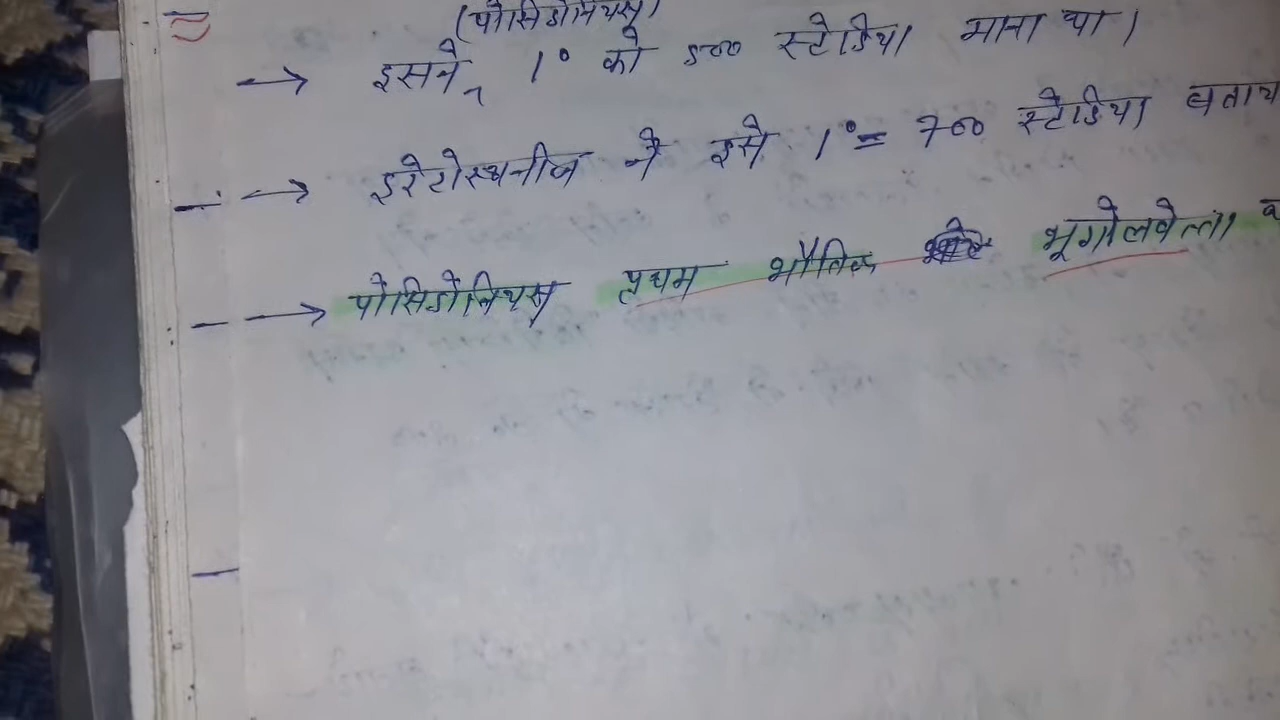 (पोसिडोनियस)
→ इसने, 1° को 500 स्टेडिया माना था।
→ इरेटोस्थनीज ने इसे 1° = 700 स्टेडिया बताय
→ पोसिडोनियस प्रथम भौतिक भूगोलवेत्ता